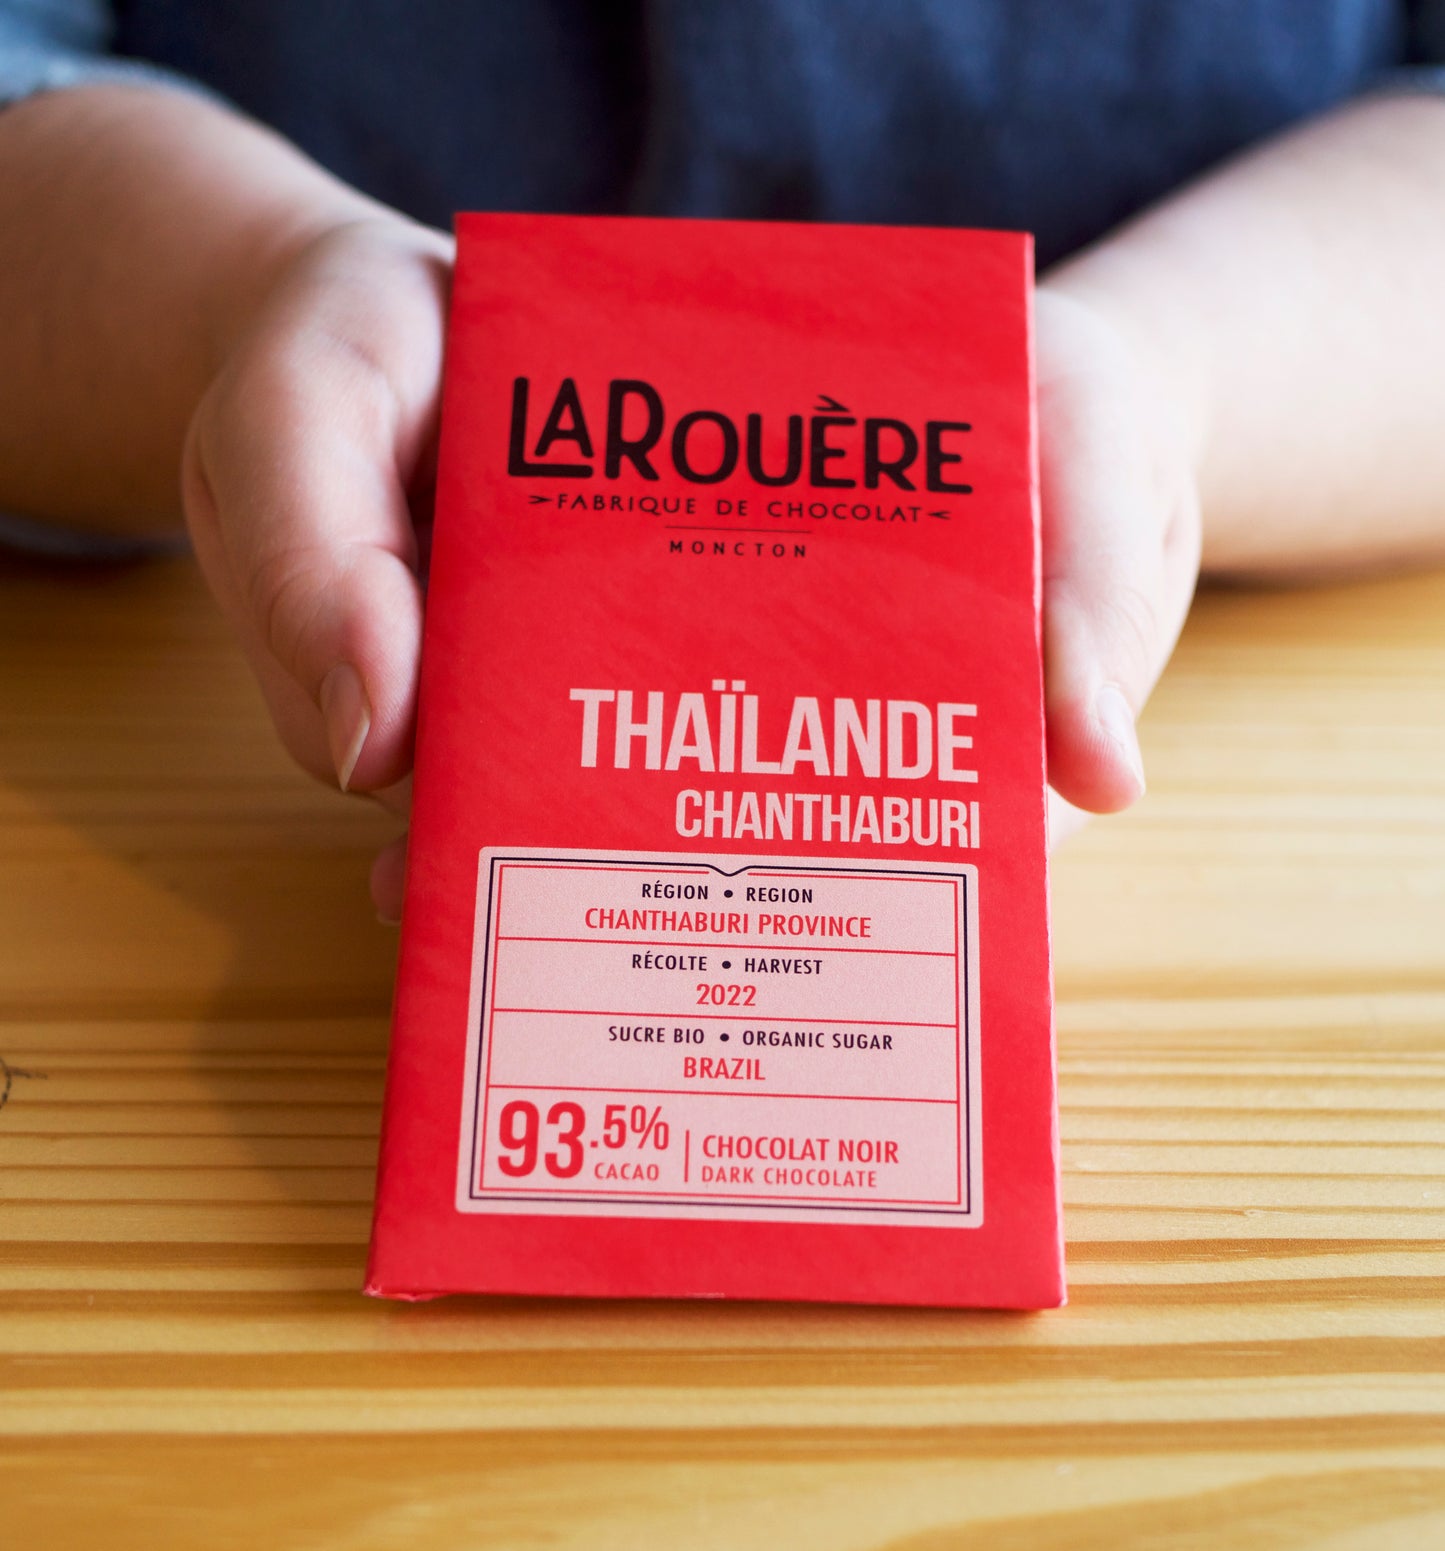 LAROUÈRE
FABRIQUE DE CHOCOLAT
MONCTON
THAÏLANDE
CHANTHABURI
RÉGION • REGION
CHANTHABURI PROVINCE
RÉCOLTE • HARVEST
2022
SUCRE BIO • ORGANIC SUGAR
BRAZIL
93.5%
CACAO
CHOCOLAT NOIR
DARK CHOCOLATE